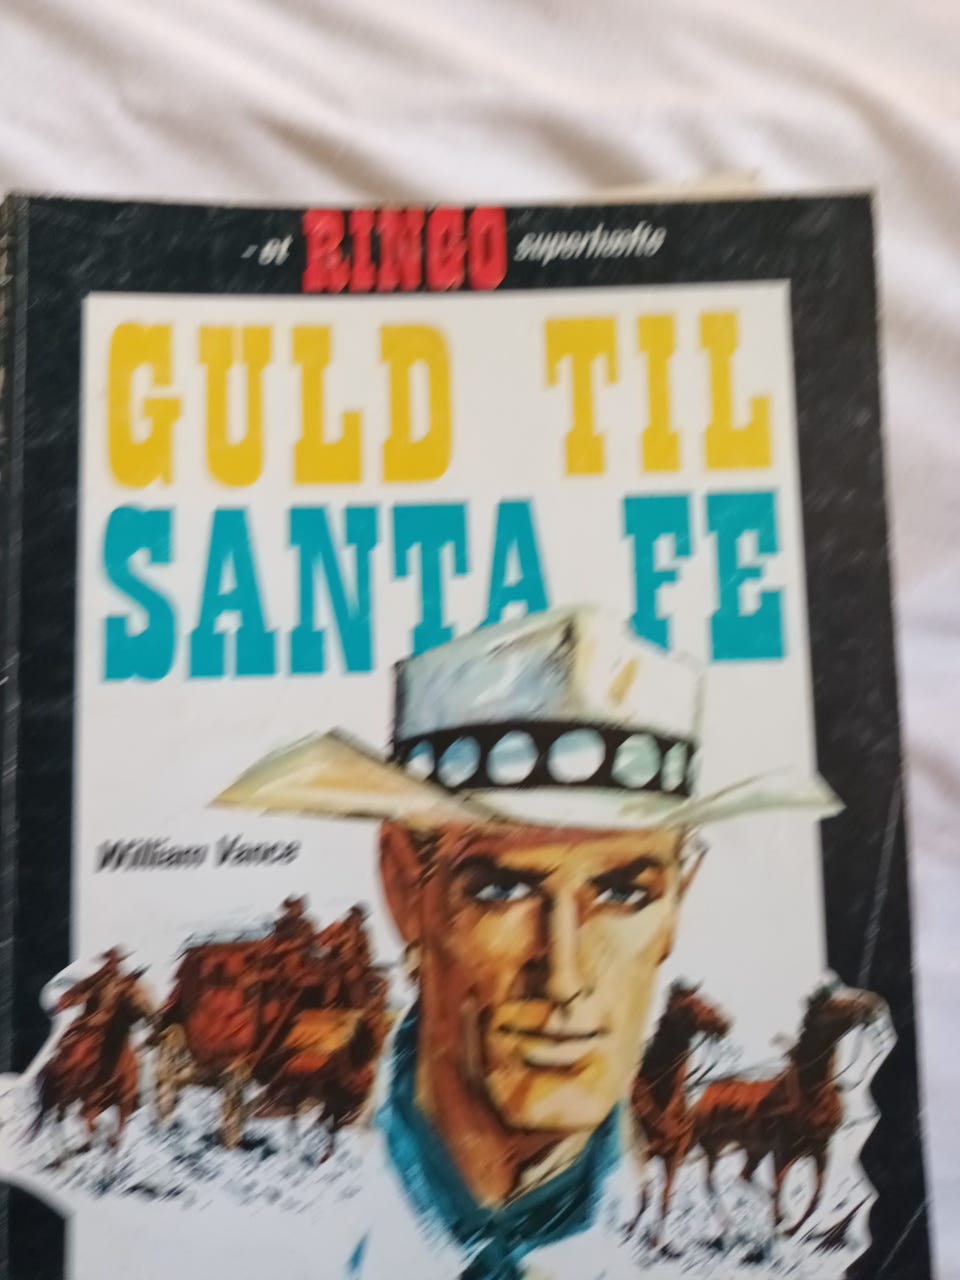 - et RINGO superhæfte
GULD TIL
SANTA FE
William Vance